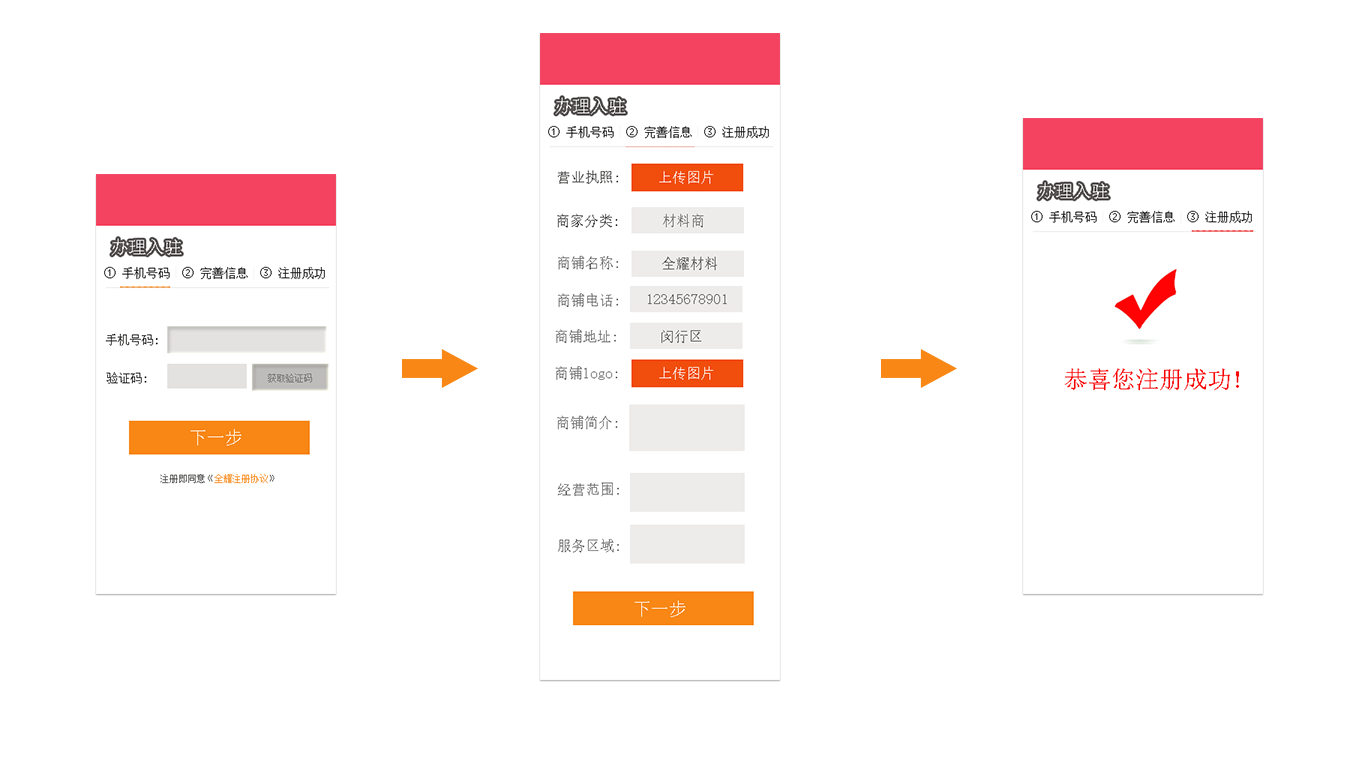 办理入驻
① 手机号码 ② 完善信息 ③ 注册成功
手机号码:
验证码: 获取验证码
下一步
注册即同意《全耀注册协议》
办理入驻
① 手机号码 ② 完善信息 ③ 注册成功
营业执照: 上传图片
商家分类: 材料商
商铺名称: 全耀材料
商铺电话: 12345678901
商铺地址: 闵行区
商铺logo: 上传图片
商铺简介:
经营范围:
服务区域:
下一步
办理入驻
① 手机号码 ② 完善信息 ③ 注册成功
恭喜您注册成功!